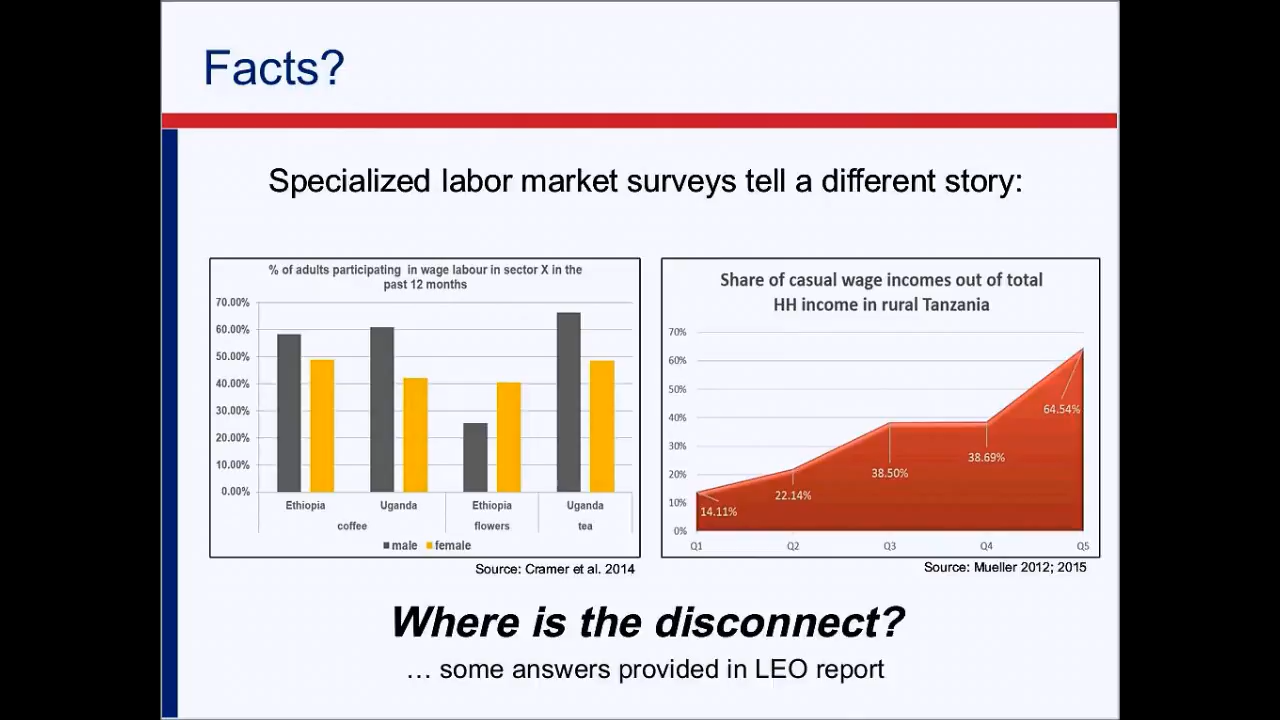 Facts?
Specialized labor market surveys tell a different story:
% of adults participating in wage labour in sector X in the
past 12 months
70.00%
60.00%
50.00%
40.00%
30.00%
20.00%
10.00%
0.00%
Ethiopia Uganda Ethiopia Uganda
coffee flowers tea
male female
Source: Cramer et al. 2014
Share of casual wage incomes out of total
HH income in rural Tanzania
70%
60%
50%
40%
30%
20%
10%
0%
14.11%
22.14%
38.50%
38.69%
64.54%
Q1 Q2 Q3 Q4 Q5
Source: Mueller 2012; 2015
Where is the disconnect?
… some answers provided in LEO report